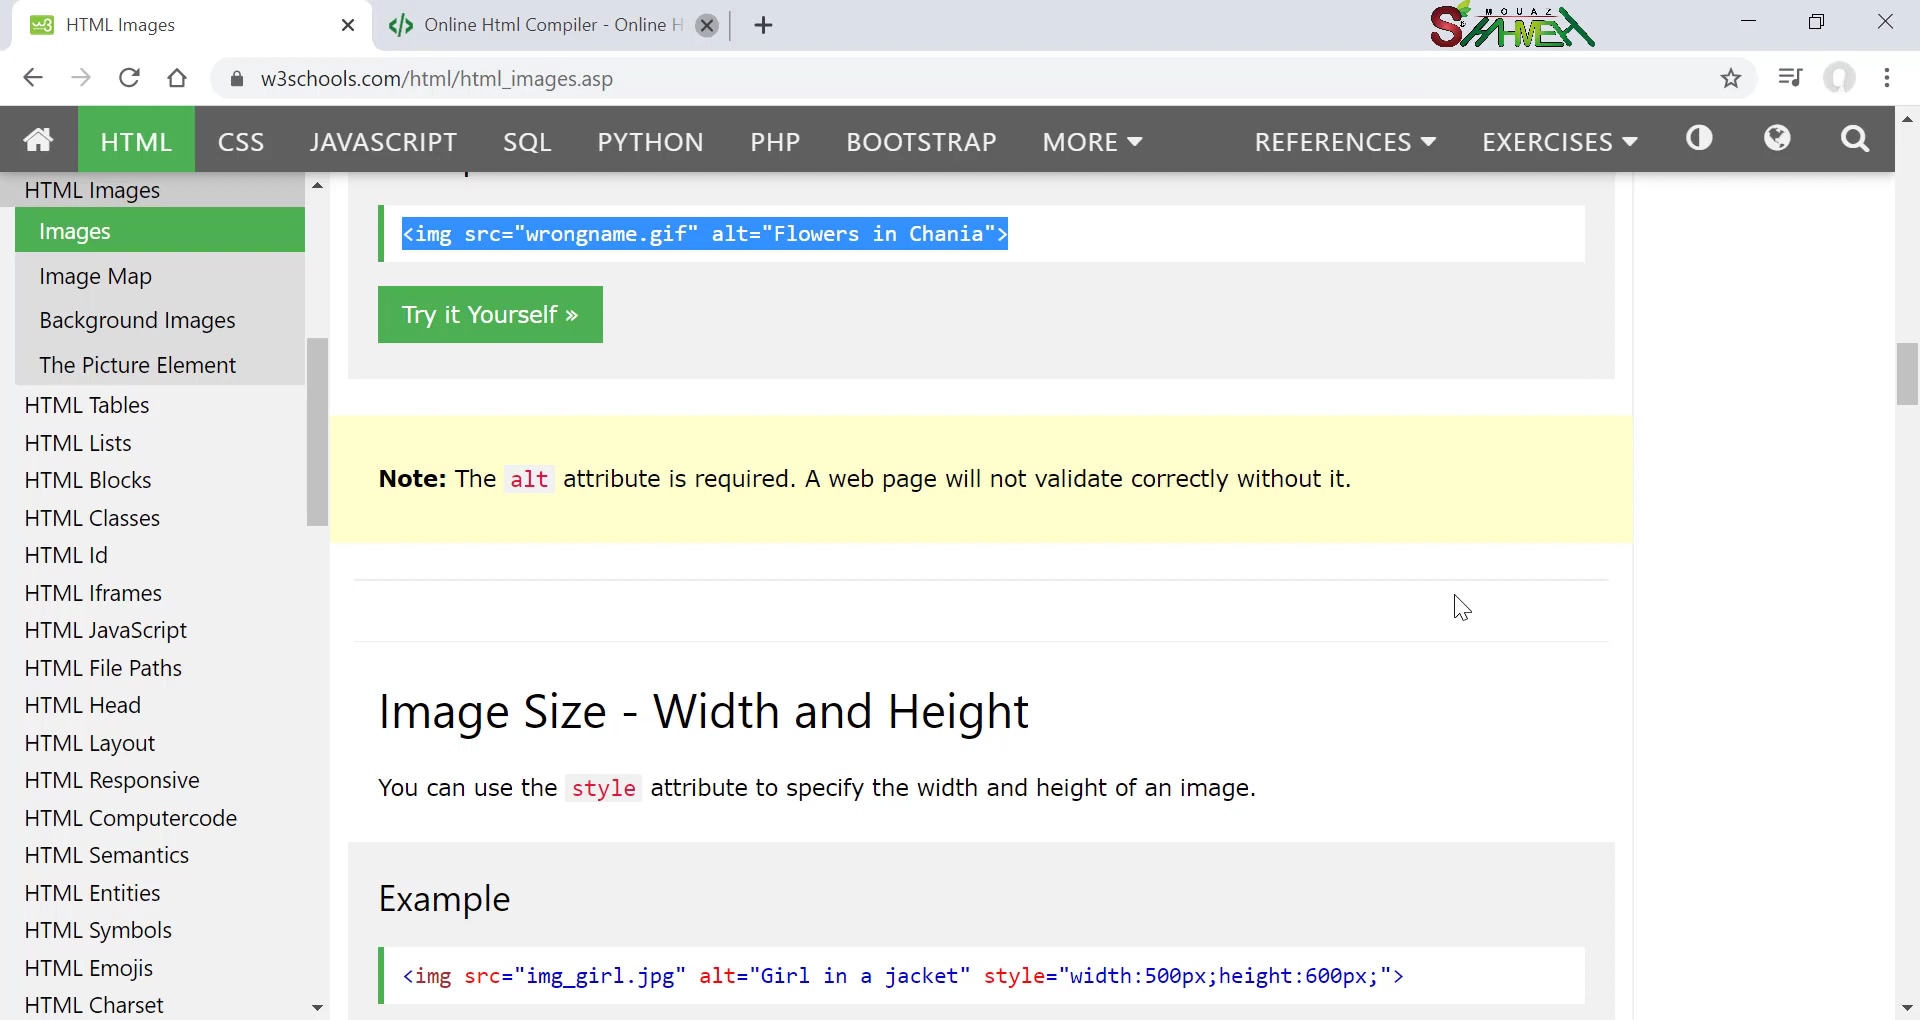 HTML Images
Online Html Compiler - Online H
MOUAZ
S&SHAHMEX
w3schools.com/html/html_images.asp
HTML CSS JAVASCRIPT SQL PYTHON PHP BOOTSTRAP MORE REFERENCES EXERCISES
HTML Images
Images
Image Map
Background Images
The Picture Element
HTML Tables
HTML Lists
HTML Blocks
HTML Classes
HTML Id
HTML Iframes
HTML JavaScript
HTML File Paths
HTML Head
HTML Layout
HTML Responsive
HTML Computercode
HTML Semantics
HTML Entities
HTML Symbols
HTML Emojis
HTML Charset
<img src="wrongname.gif" alt="Flowers in Chania">
Try it Yourself »
Note: The alt attribute is required. A web page will not validate correctly without it.
Image Size - Width and Height
You can use the style attribute to specify the width and height of an image.
Example
<img src="img_girl.jpg" alt="Girl in a jacket" style="width:500px;height:600px;">